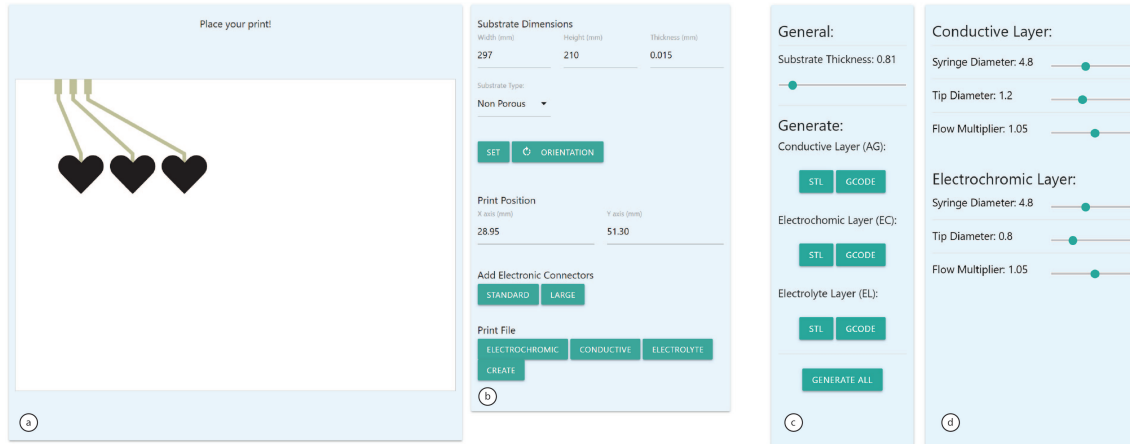 Place your print!
a
Substrate Dimensions
Width (mm) Height (mm) Thickness (mm)
297 210 0.015
Substrate Type:
Non Porous
SET ORIENTATION
Print Position
X axis (mm) Y axis (mm)
28.95 51.30
Add Electronic Connectors
STANDARD LARGE
Print File
ELECTROCHROMIC CONDUCTIVE ELECTROLYTE
CREATE
b
General:
Substrate Thickness: 0.81
Generate:
Conductive Layer (AG):
STL GCODE
Electrochomic Layer (EC):
STL GCODE
Electrolyte Layer (EL):
STL GCODE
GENERATE ALL
c
Conductive Layer:
Syringe Diameter: 4.8
Tip Diameter: 1.2
Flow Multiplier: 1.05
Electrochromic Layer:
Syringe Diameter: 4.8
Tip Diameter: 0.8
Flow Multiplier: 1.05
d